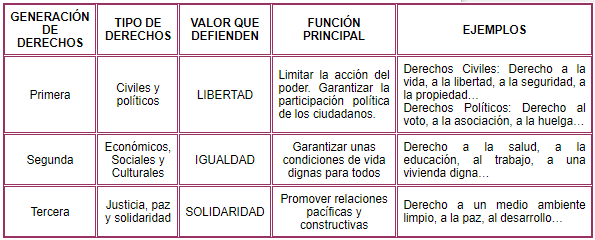 GENERACIÓN DE DERECHOS
TIPO DE DERECHOS
VALOR QUE DEFIENDEN
FUNCIÓN PRINCIPAL
EJEMPLOS
Primera
Civiles y
políticos
LIBERTAD
Limitar la acción del
poder. Garantizar la
participación política
de los ciudadanos.
Derechos Civiles: Derecho a la
vida, a la libertad, a la seguridad, a
la propiedad…
Derechos Políticos: Derecho al
voto, a la asociación, a la huelga…
Segunda
Económicos,
Sociales y
Culturales
IGUALDAD
Garantizar unas
condiciones de vida
dignas para todos
Derecho a la salud, a la
educación, al trabajo, a una
vivienda digna…
Tercera
Justicia, paz
y solidaridad
SOLIDARIDAD
Promover relaciones
pacíficas y
constructivas
Derecho a un medio ambiente
limpio, a la paz, al desarrollo…